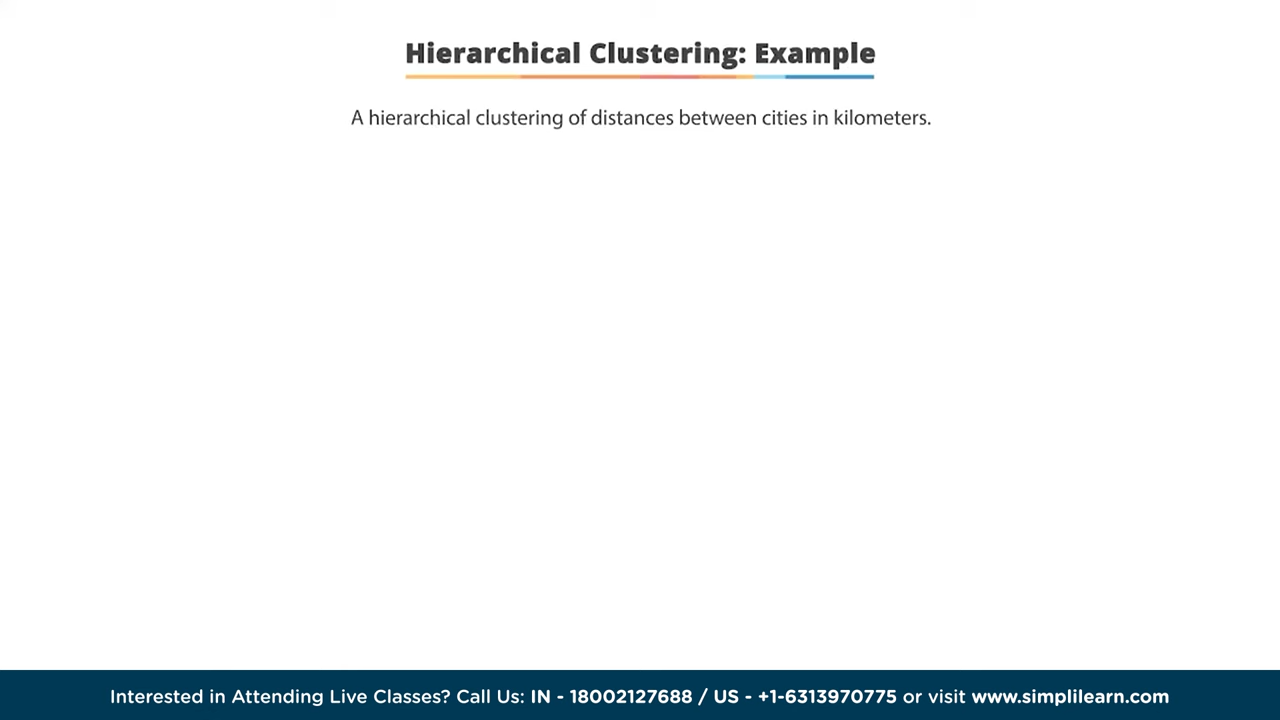 Hierarchical Clustering: Example
A hierarchical clustering of distances between cities in kilometers.
Interested in Attending Live Classes? Call Us: IN - 18002127688 / US - +1-6313970775 or visit www.simplilearn.com